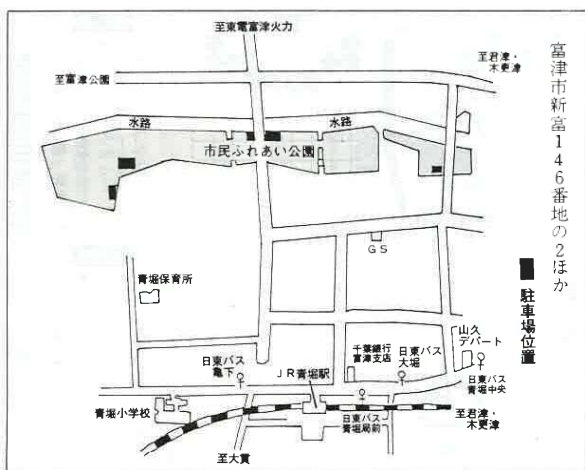 至東電富津火力
至富津公園
至君津・
木更津
水路
水路
市民ふれあい公園
富津市新富146番地の2ほか
■駐車場位置
GS
青堀保育所
日東バス
亀下
JR青堀駅
千葉銀行
富津支店
日東バス
大堀
山久
デパート
日東バス
青堀中央
青堀小学校
日東バス
青堀局前
至君津・
木更津
至大貫